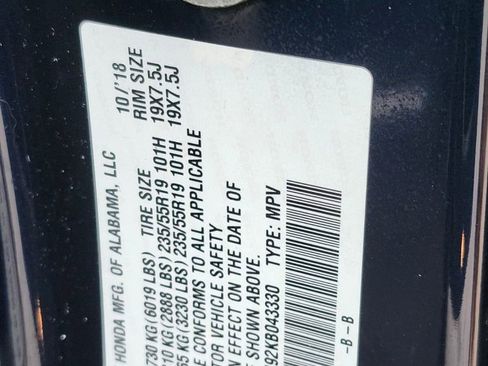 HONDA MFG. OF ALABAMA, LLC 10/'18
730 KG (6019 LBS) TIRE SIZE RIM SIZE
10 KG (2888 LBS) 235/55R19 101H 19X7.5J
65 KG (3230 LBS) 235/55R19 101H 19X7.5J
E CONFORMS TO ALL APPLICABLE
TOR VEHICLE SAFETY
N EFFECT ON THE DATE OF
E SHOWN ABOVE.
92KB043330 TYPE: MPV
-B-B